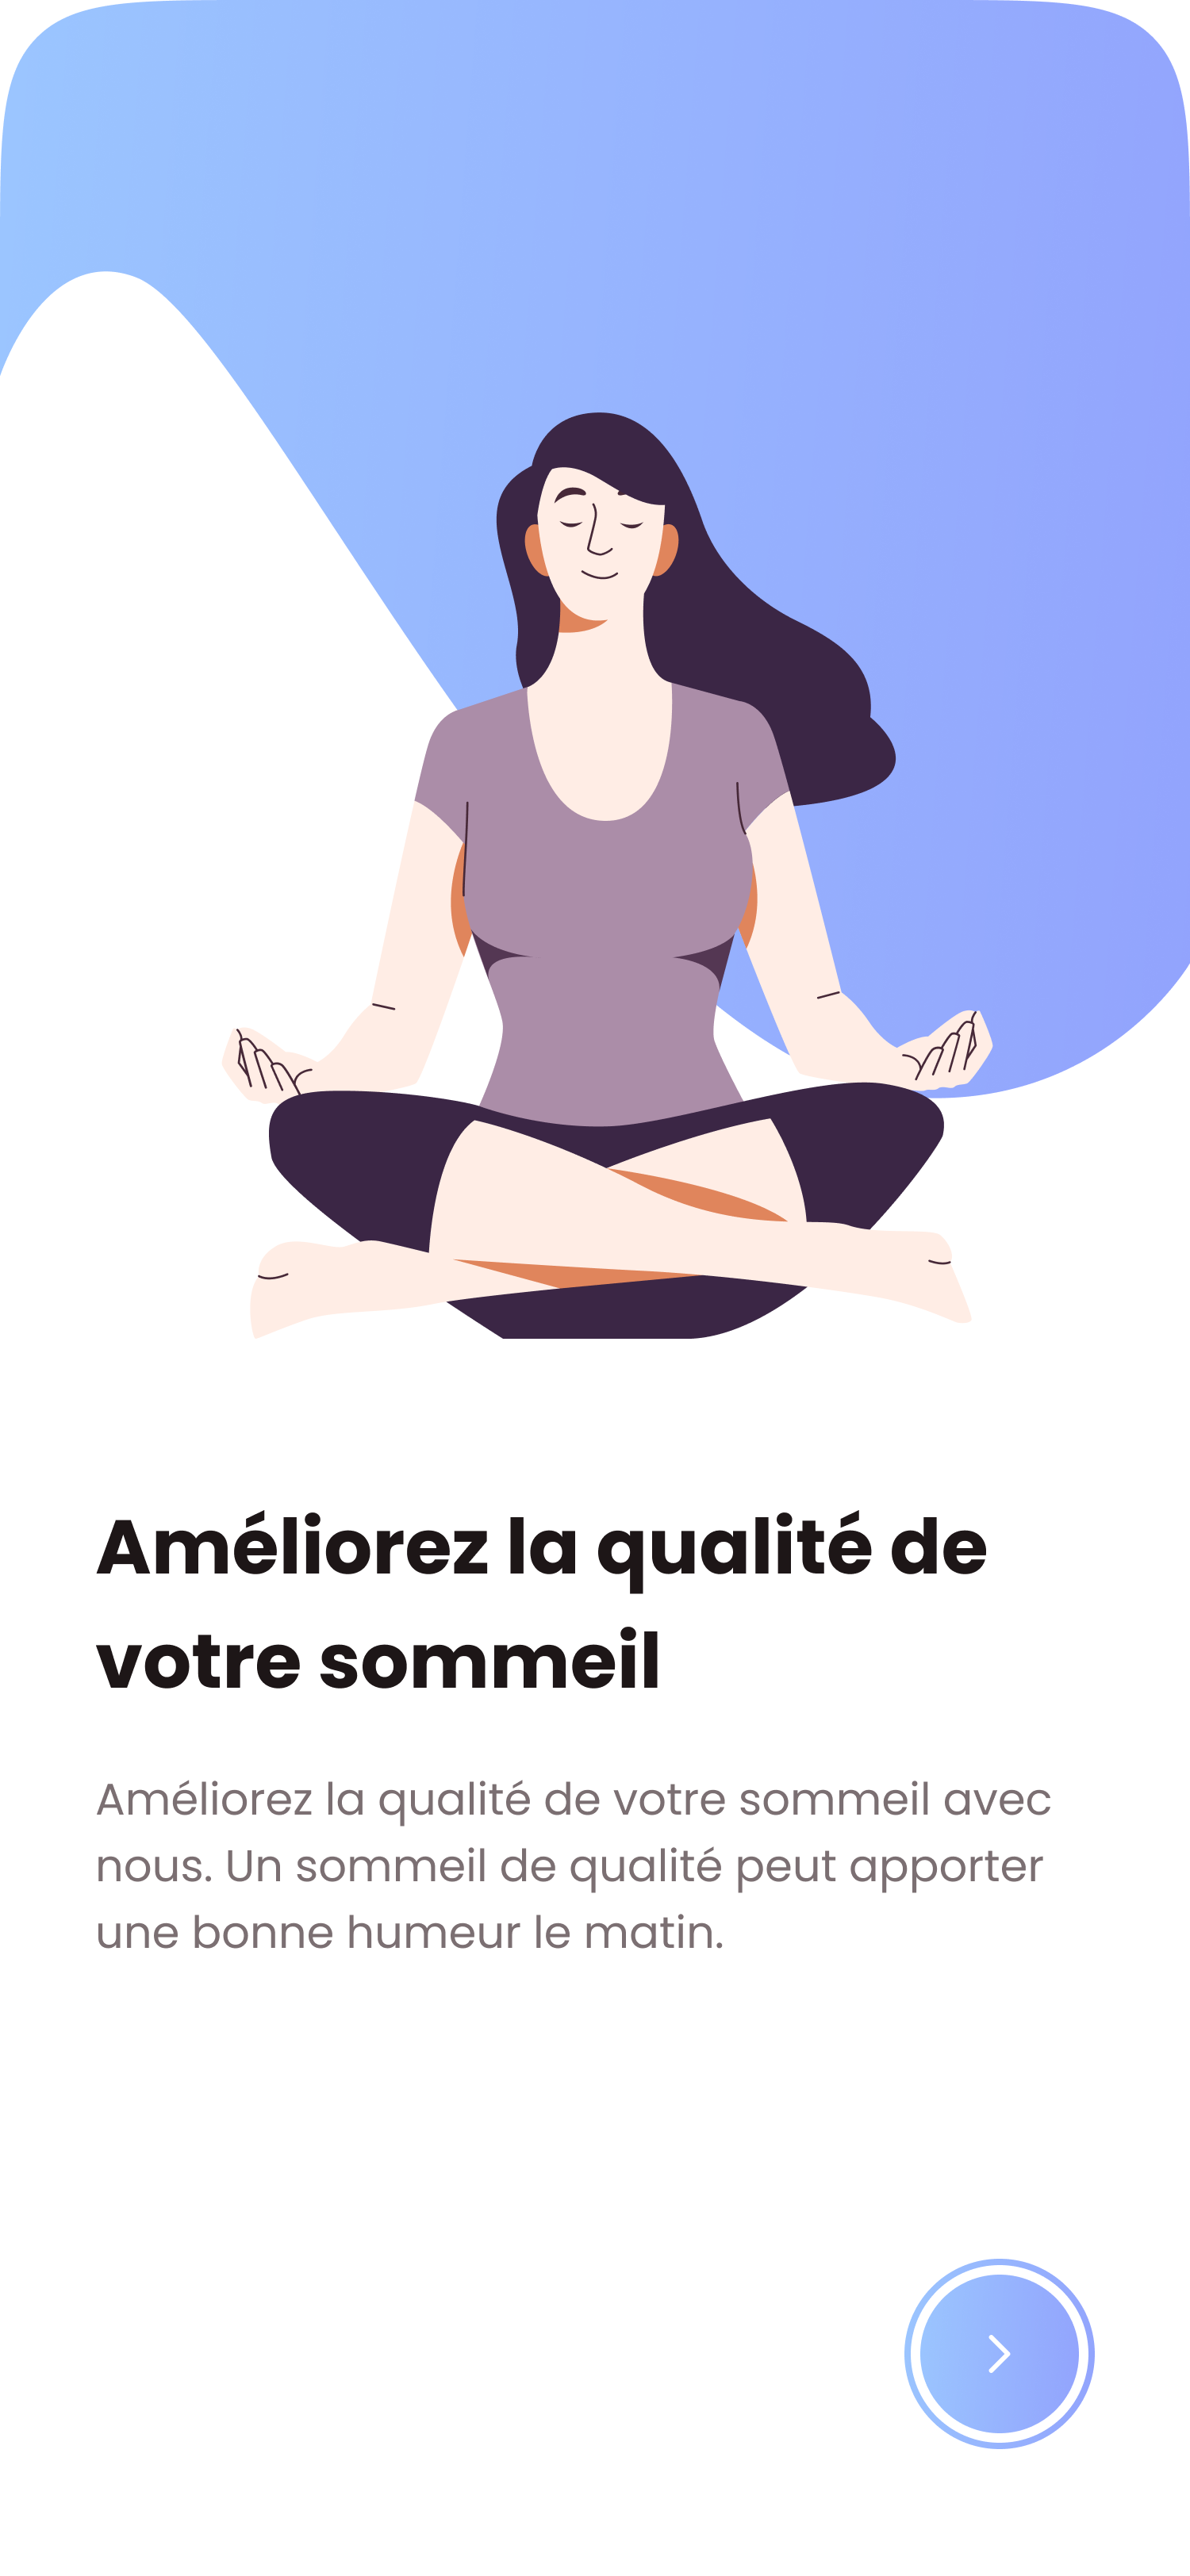 Améliorez la qualité de
votre sommeil
Améliorez la qualité de votre sommeil avec
nous. Un sommeil de qualité peut apporter
une bonne humeur le matin.